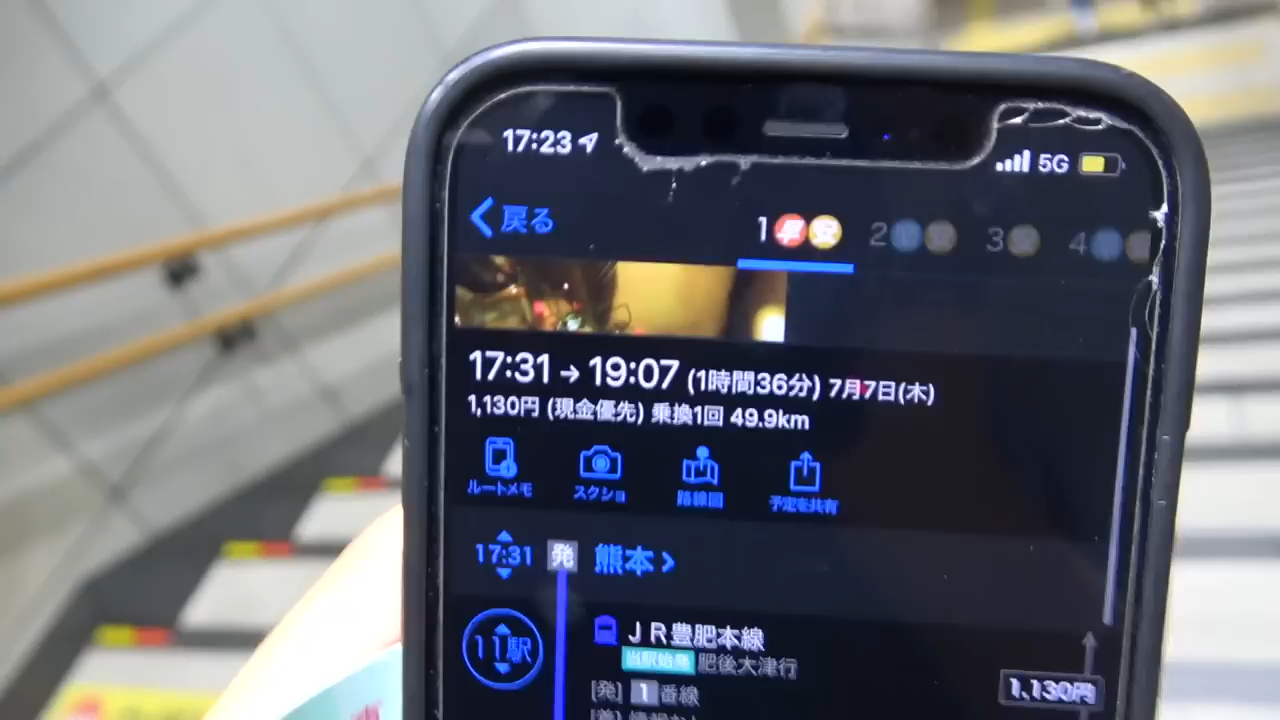 17:23
5G
戻る
1 早 安
2 安
3 安
4
17:31 → 19:07 (1時間36分) 7月7日(木)
1,130円 (現金優先) 乗換1回 49.9km
ルートメモ
スクショ
路線図
予定を共有
17:31 発 熊本 >
11駅
JR豊肥本線
当駅始発 肥後大津行
[発] 1 番線
1,130円